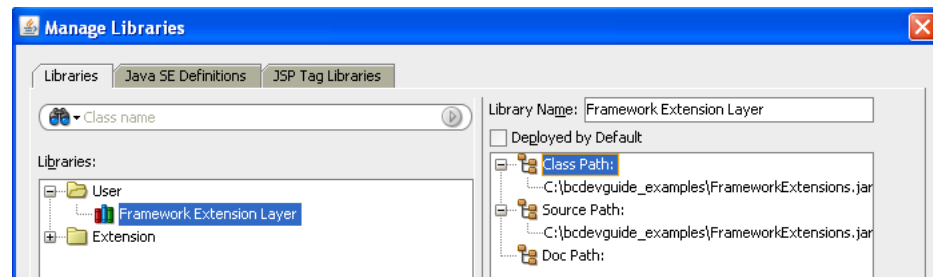 Manage Libraries
Libraries Java SE Definitions JSP Tag Libraries
Class name
Libraries:
User
Framework Extension Layer
Extension
Library Name: Framework Extension Layer
Deployed by Default
Class Path:
C:\bcdevguide_examples\FrameworkExtensions.jar
Source Path:
C:\bcdevguide_examples\FrameworkExtensions.jar
Doc Path: